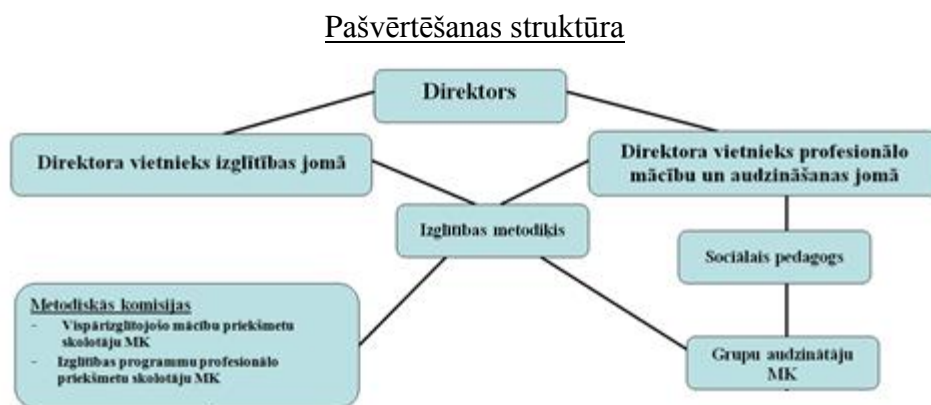 Pašvērtēšanas struktūra
Direktors
Direktora vietnieks izglītības jomā
Direktora vietnieks profesionālo
mācību un audzināšanas jomā
Izglītības metodiķis
Sociālais pedagogs
Metodiskās komisijas
- Vispārizglītojošo mācību priekšmetu
skolotāju MK
- Izglītības programmu profesionālo
priekšmetu skolotāju MK
Grupu audzinātāju
MK